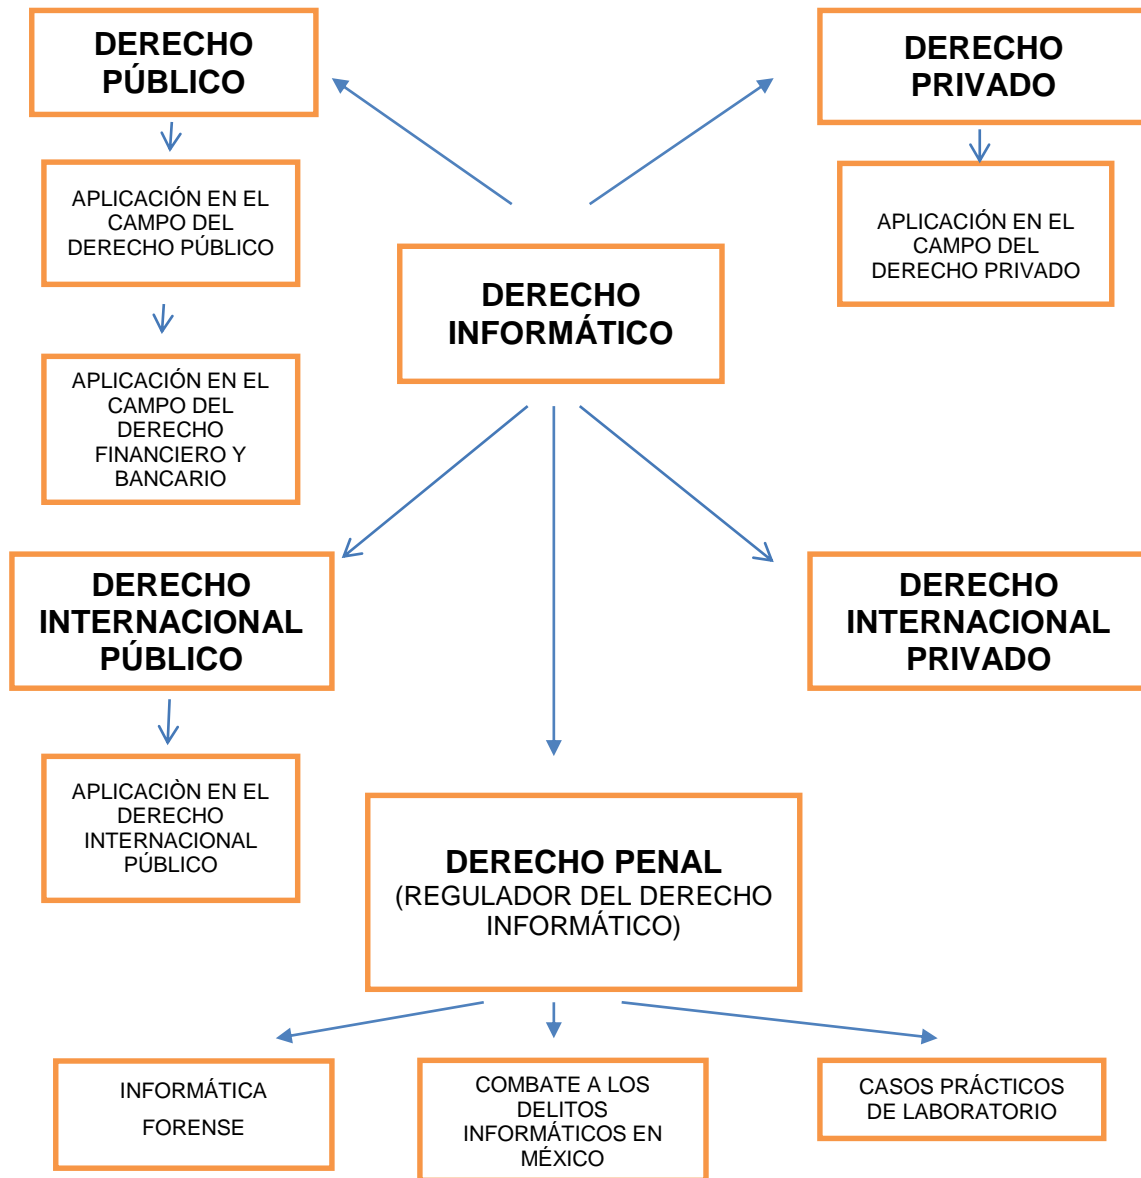 DERECHO
PÚBLICO
DERECHO
PRIVADO
APLICACIÓN EN EL
CAMPO DEL
DERECHO PÚBLICO
APLICACIÓN EN EL
CAMPO DEL
DERECHO PRIVADO
DERECHO
INFORMÁTICO
APLICACIÓN EN EL
CAMPO DEL
DERECHO
FINANCIERO Y
BANCARIO
DERECHO
INTERNACIONAL
PÚBLICO
DERECHO
INTERNACIONAL
PRIVADO
APLICACIÒN EN EL
DERECHO
INTERNACIONAL
PÚBLICO
DERECHO PENAL
(REGULADOR DEL DERECHO
INFORMÁTICO)
INFORMÁTICA
FORENSE
COMBATE A LOS
DELITOS
INFORMÁTICOS EN
MÉXICO
CASOS PRÁCTICOS
DE LABORATORIO